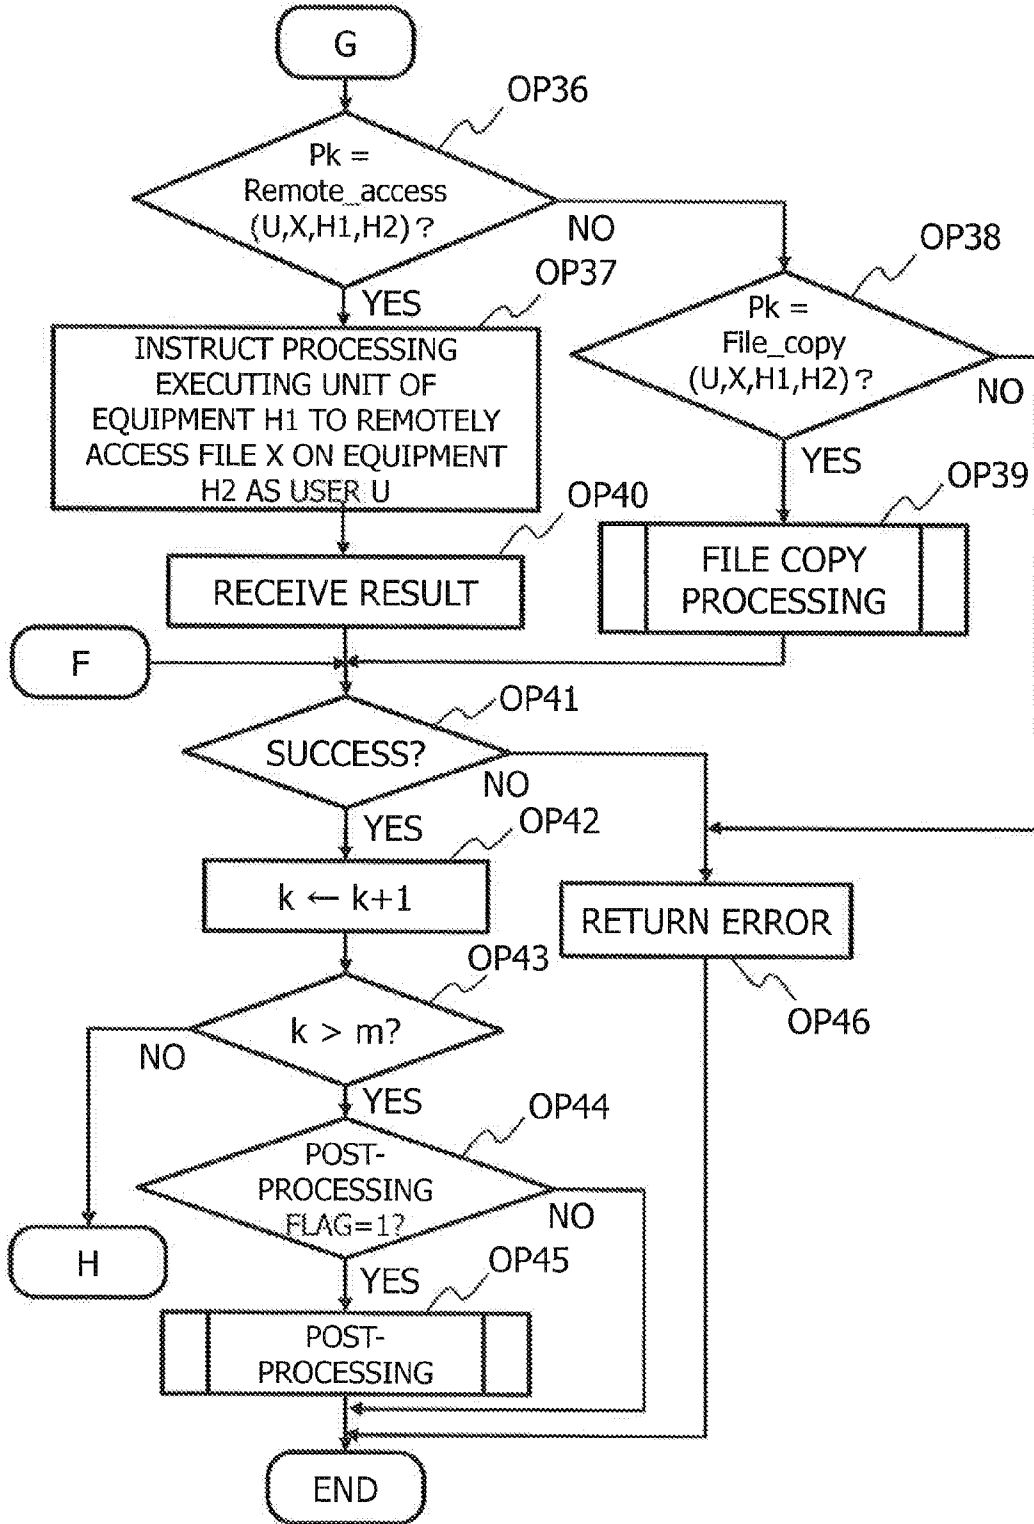 G
OP36
Pk =
Remote_access
(U,X,H1,H2)?
NO
YES
OP37
INSTRUCT PROCESSING
EXECUTING UNIT OF
EQUIPMENT H1 TO REMOTELY
ACCESS FILE X ON EQUIPMENT
H2 AS USER U
OP38
Pk =
File_copy
(U,X,H1,H2)?
NO
YES
OP39
FILE COPY
PROCESSING
OP40
RECEIVE RESULT
F
OP41
SUCCESS?
NO
YES
OP42
k ← k+1
RETURN ERROR
OP46
OP43
k > m?
NO
YES
H
OP44
POST-
PROCESSING
FLAG=1?
NO
YES
OP45
POST-
PROCESSING
END